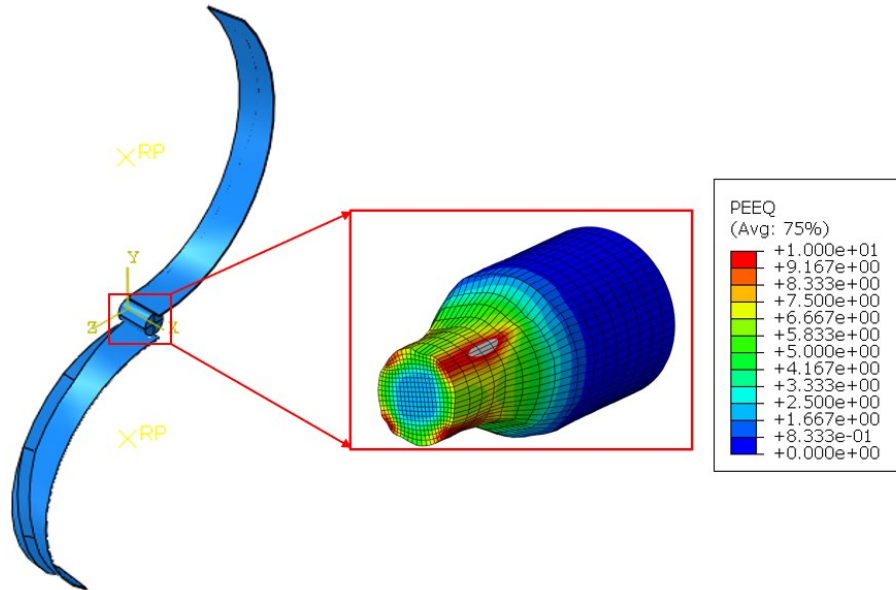 RP
Y
Z
X
RP
PEEQ
(Avg: 75%)
+1.000e+01
+9.167e+00
+8.333e+00
+7.500e+00
+6.667e+00
+5.833e+00
+5.000e+00
+4.167e+00
+3.333e+00
+2.500e+00
+1.667e+00
+8.333e-01
+0.000e+00